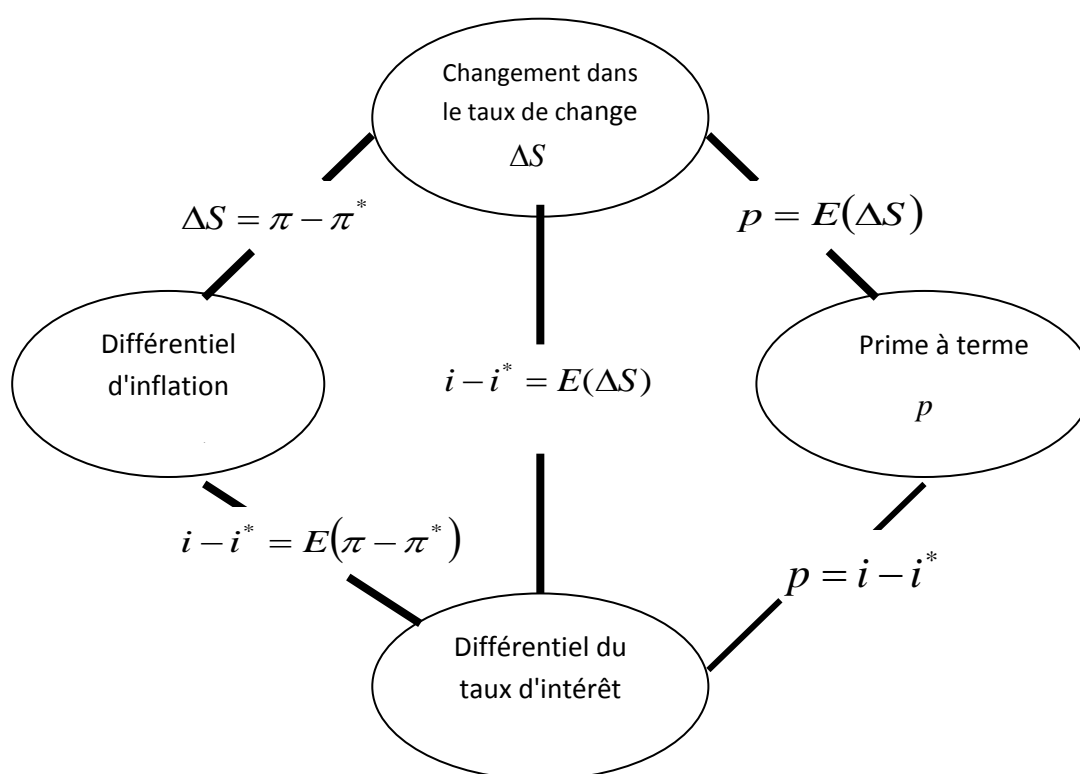 Changement dans
le taux de change
ΔS
ΔS = π − π*
p = E(ΔS)
Différentiel
d'inflation
i − i* = E(ΔS)
Prime à terme
p
i − i* = E(π − π*)
p = i − i*
Différentiel du
taux d'intérêt